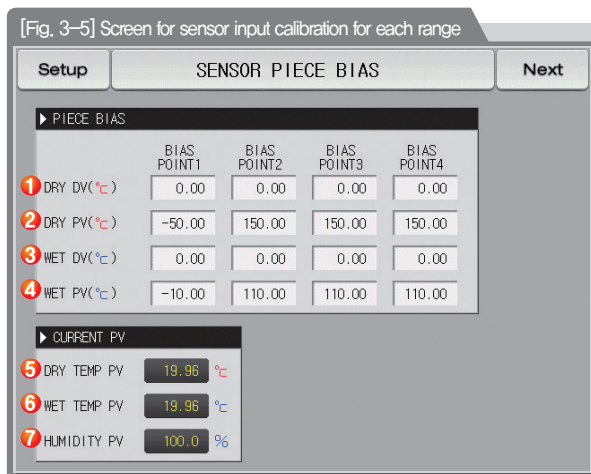 [Fig. 3-5] Screen for sensor input calibration for each range
Setup SENSOR PIECE BIAS Next
▶ PIECE BIAS
BIAS POINT1 BIAS POINT2 BIAS POINT3 BIAS POINT4
1 DRY DV(℃) 0.00 0.00 0.00 0.00
2 DRY PV(℃) -50.00 150.00 150.00 150.00
3 WET DV(℃) 0.00 0.00 0.00 0.00
4 WET PV(℃) -10.00 110.00 110.00 110.00
▶ CURRENT PV
5 DRY TEMP PV 19.96 ℃
6 WET TEMP PV 19.96 ℃
7 HUMIDITY PV 100.0 %